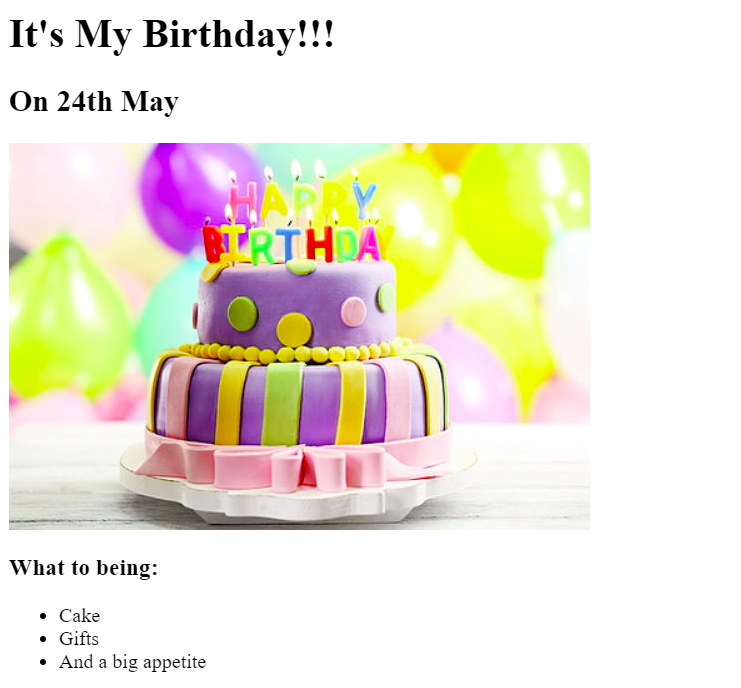 It's My Birthday!!!
On 24th May
HAPPY
BIRTHDAY
What to being:
Cake
Gifts
And a big appetite